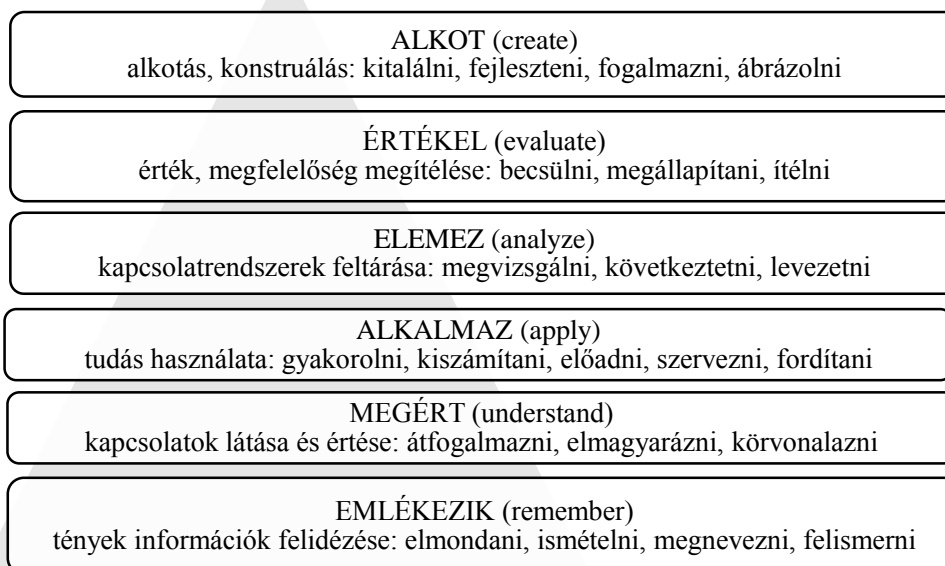 ALKOT (create)
alkotás, konstruálás: kitalálni, fejleszteni, fogalmazni, ábrázolni
ÉRTÉKEL (evaluate)
érték, megfelelőség megítélése: becsülni, megállapítani, ítélni
ELEMEZ (analyze)
kapcsolatrendszerek feltárása: megvizsgálni, következtetni, levezetni
ALKALMAZ (apply)
tudás használata: gyakorolni, kiszámítani, előadni, szervezni, fordítani
MEGÉRT (understand)
kapcsolatok látása és értése: átfogalmazni, elmagyarázni, körvonalazni
EMLÉKEZIK (remember)
tények információk felidézése: elmondani, ismételni, megnevezni, felismerni